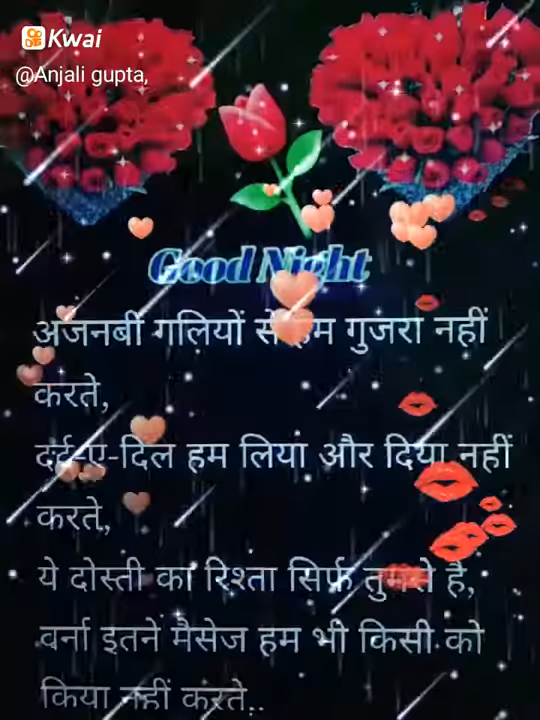 Kwai
@Anjali gupta,
Good Night
अजनबी गलियों से हम गुजरा नहीं
करते,
दर्द-ए-दिल हम लिया और दिया नहीं
करते,
ये दोस्ती का रिश्ता सिर्फ तुमसे है,
वर्ना इतने मैसेज हम भी किसी को
किया नहीं करते..